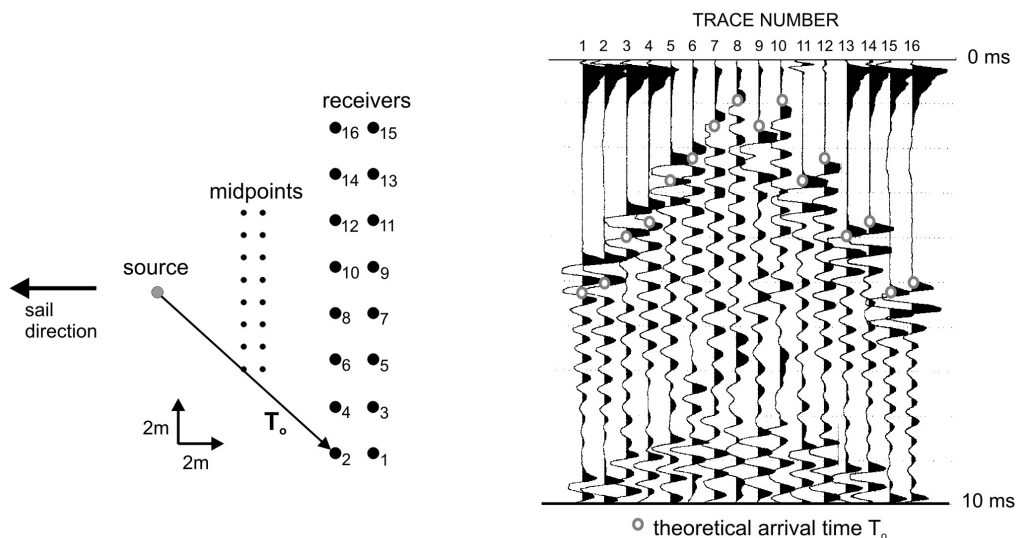 TRACE NUMBER
1 2 3 4 5 6 7 8 9 10 11 12 13 14 15 16
0 ms
receivers
16 15
14 13
midpoints
12 11
source
10 9
sail
direction
8 7
6 5
4 3
2m
2m
To
2 1
10 ms
theoretical arrival time To